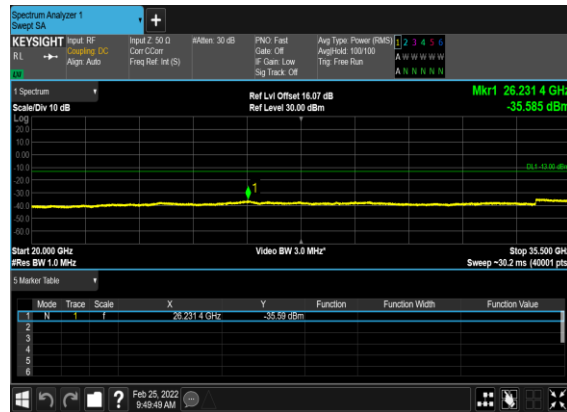 Spectrum Analyzer 1
Swept SA
+
KEYSIGHT Input: RF Input Z: 50 Ω #Atten: 30 dB PNO: Fast Avg Type: Power (RMS) 1 2 3 4 5 6
RL Coupling: DC Corr CCorr Gate: Off Avg|Hold: 100/100 A W W W W W
Align: Auto Freq Ref: Int (S) IF Gain: Low Trig: Free Run
Sig Track: Off A N N N N N
1 Spectrum
Ref Lvl Offset 16.07 dB Mkr1 26.231 4 GHz
Scale/Div 10 dB Ref Level 30.00 dBm -35.585 dBm
Log
20.0
10.0
0.00
-10.0
DL1 -13.00 dBm
-20.0
1
-30.0
-40.0
-50.0
-60.0
Start 20.000 GHz Video BW 3.0 MHz* Stop 35.500 GHz
#Res BW 1.0 MHz Sweep ~30.2 ms (40001 pts)
5 Marker Table
Mode Trace Scale X Y Function Function Width Function Value
1 N 1 f 26.231 4 GHz -35.59 dBm
2
3
4
5
6
? Feb 25, 2022
9:49:49 AM